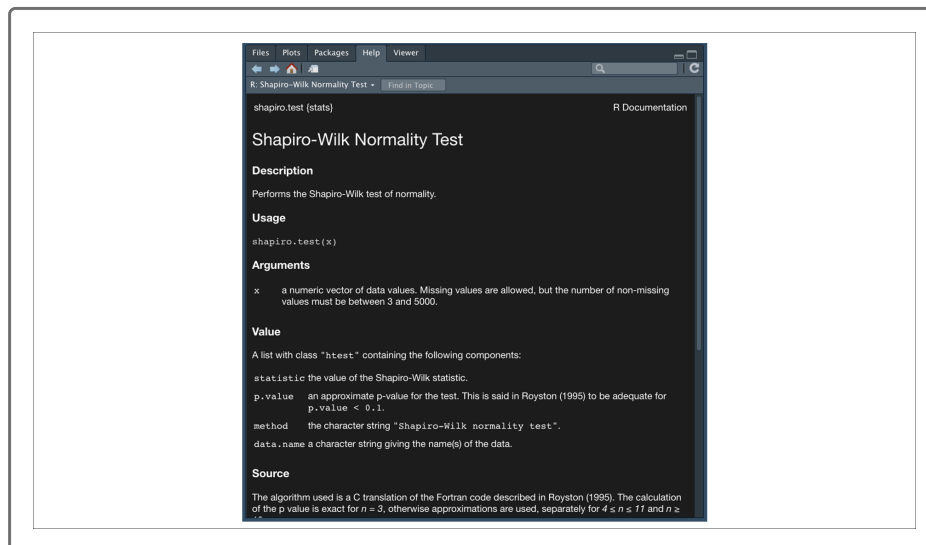 Files Plots Packages Help Viewer
R: Shapiro-Wilk Normality Test Find in Topic
shapiro.test {stats} R Documentation
Shapiro-Wilk Normality Test
Description
Performs the Shapiro-Wilk test of normality.
Usage
shapiro.test(x)
Arguments
x a numeric vector of data values. Missing values are allowed, but the number of non-missing
values must be between 3 and 5000.
Value
A list with class "htest" containing the following components:
statistic the value of the Shapiro-Wilk statistic.
p.value an approximate p-value for the test. This is said in Royston (1995) to be adequate for
p.value < 0.1.
method the character string "Shapiro-Wilk normality test".
data.name a character string giving the name(s) of the data.
Source
The algorithm used is a C translation of the Fortran code described in Royston (1995). The calculation
of the p value is exact for n = 3, otherwise approximations are used, separately for 4 ≤ n ≤ 11 and n ≥